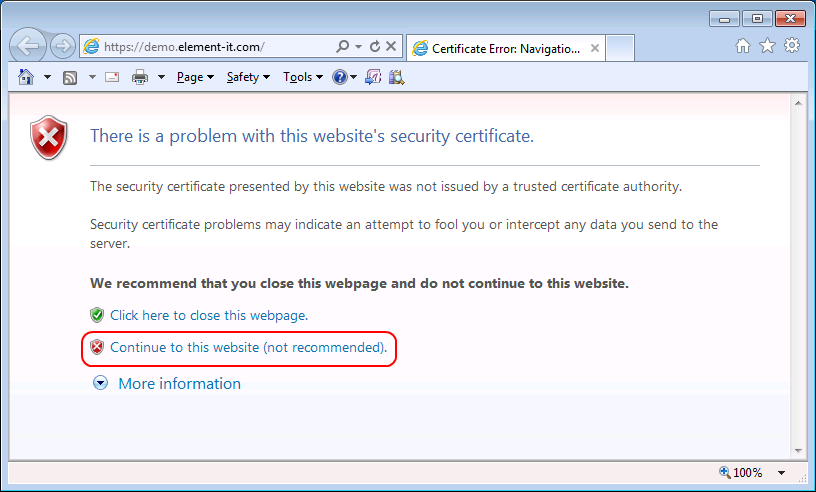 https://demo.element-it.com/
Certificate Error: Navigatio...
Page
Safety
Tools
There is a problem with this website's security certificate.
The security certificate presented by this website was not issued by a trusted certificate authority.
Security certificate problems may indicate an attempt to fool you or intercept any data you send to the
server.
We recommend that you close this webpage and do not continue to this website.
Click here to close this webpage.
Continue to this website (not recommended).
More information
100%